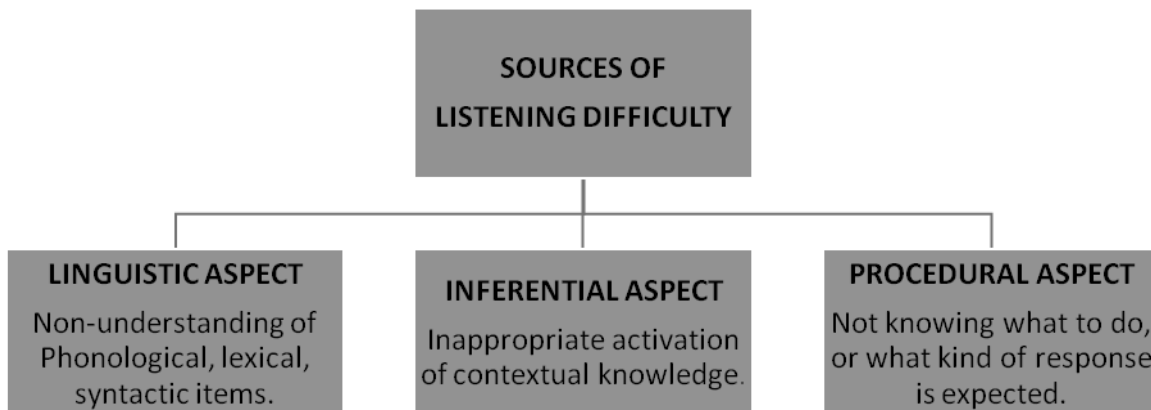 SOURCES OF
LISTENING DIFFICULTY
LINGUISTIC ASPECT
Non-understanding of
Phonological, lexical,
syntactic items.
INFERENTIAL ASPECT
Inappropriate activation
of contextual knowledge.
PROCEDURAL ASPECT
Not knowing what to do,
or what kind of response
is expected.